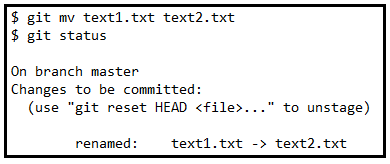 $ git mv text1.txt text2.txt
$ git status
On branch master
Changes to be committed:
(use "git reset HEAD <file>..." to unstage)
renamed: text1.txt -> text2.txt